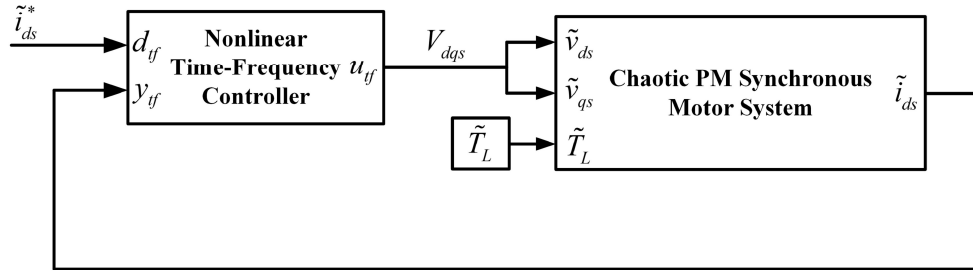 ĩ*ds
Nonlinear
Time-Frequency
Controller
dtf
ytf
utf
Vdqs
ṽds
ṽqs
T̃L
T̃L
Chaotic PM Synchronous
Motor System
ĩds